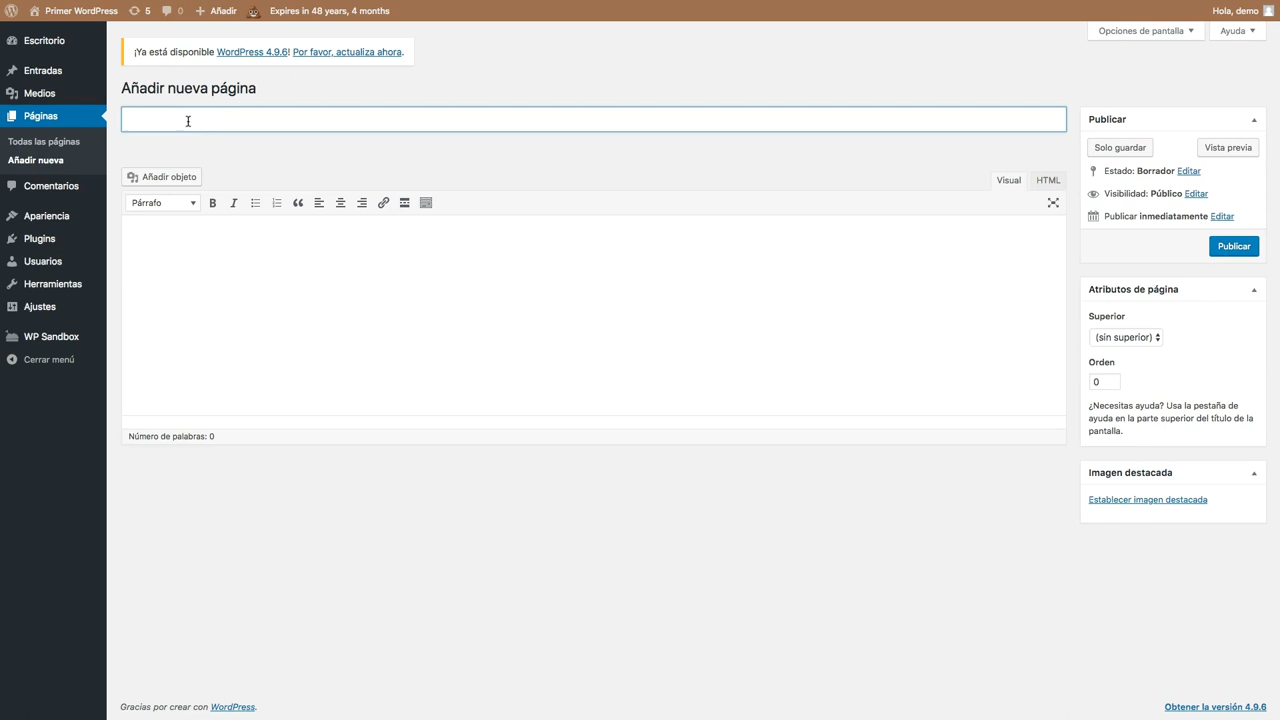 Primer WordPress 5 0 Añadir Expires in 48 years, 4 months Hola, demo
Escritorio
Entradas
Medios
Páginas
Todas las páginas
Añadir nueva
Comentarios
Apariencia
Plugins
Usuarios
Herramientas
Ajustes
WP Sandbox
Cerrar menú
Opciones de pantalla Ayuda
¡Ya está disponible WordPress 4.9.6! Por favor, actualiza ahora.
Añadir nueva página
Añadir objeto
Visual HTML
Párrafo
Número de palabras: 0
Publicar
Solo guardar Vista previa
Estado: Borrador Editar
Visibilidad: Público Editar
Publicar inmediatamente Editar
Publicar
Atributos de página
Superior
(sin superior)
Orden
0
¿Necesitas ayuda? Usa la pestaña de
ayuda en la parte superior del título de la
pantalla.
Imagen destacada
Establecer imagen destacada
Gracias por crear con WordPress.
Obtener la versión 4.9.6